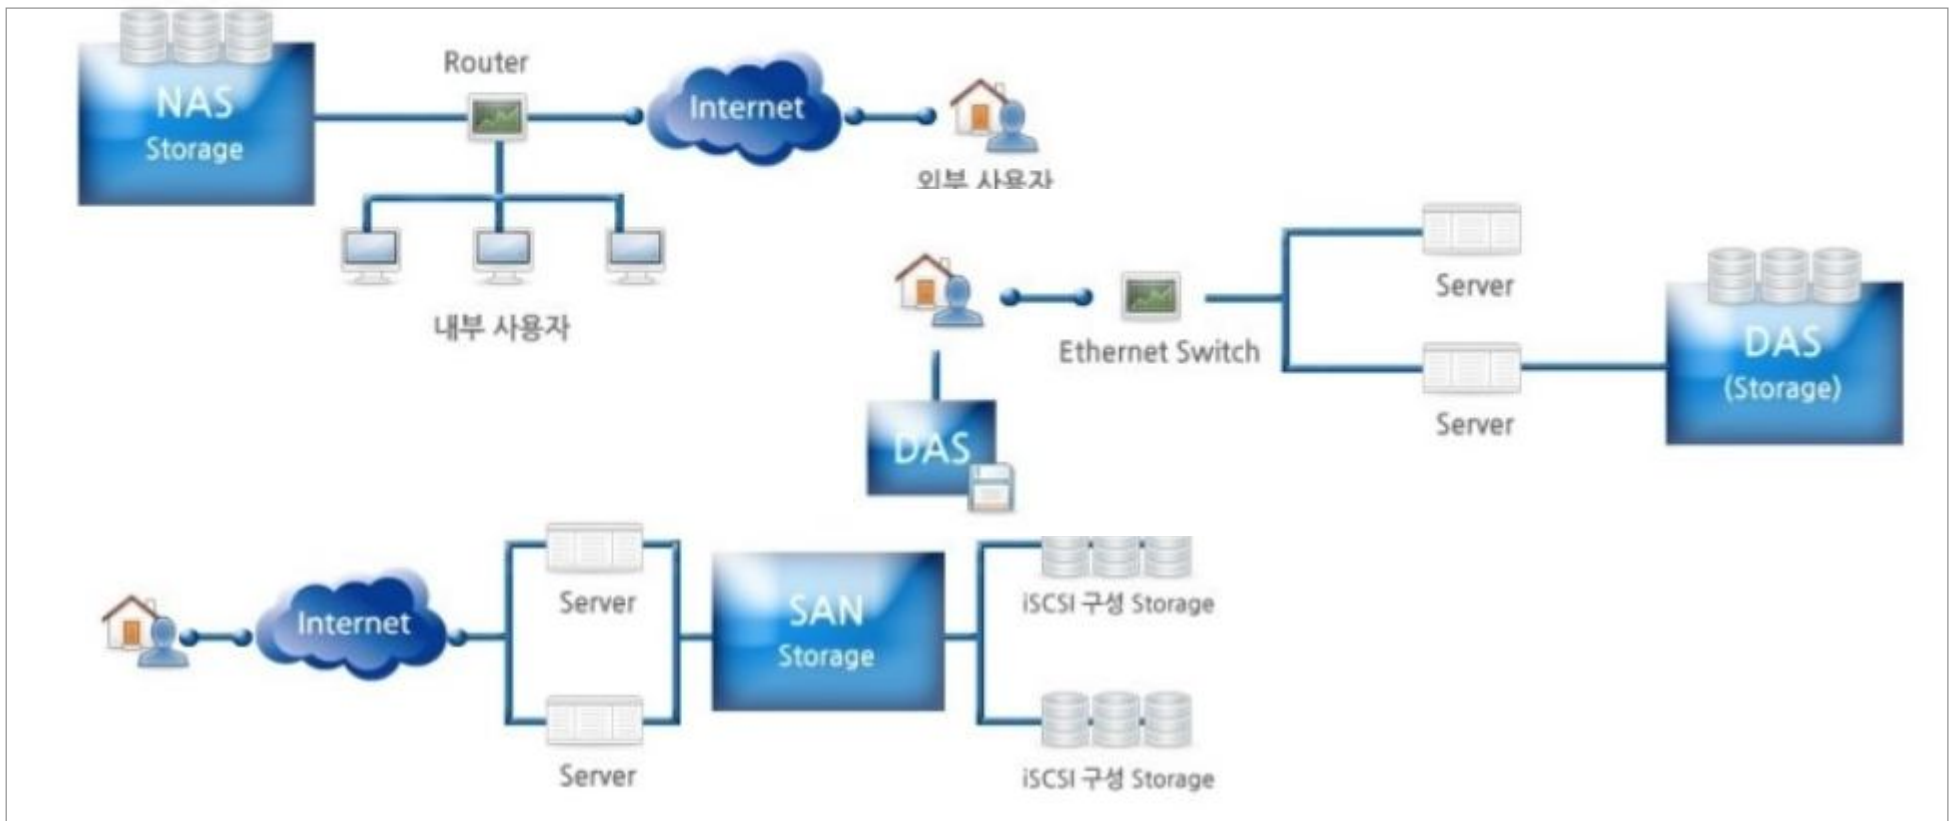 NAS
Storage
Router
Internet
외부 사용자
내부 사용자
Ethernet Switch
Server
Server
DAS
(Storage)
DAS
Internet
Server
Server
SAN
Storage
iSCSI 구성 Storage
iSCSI 구성 Storage